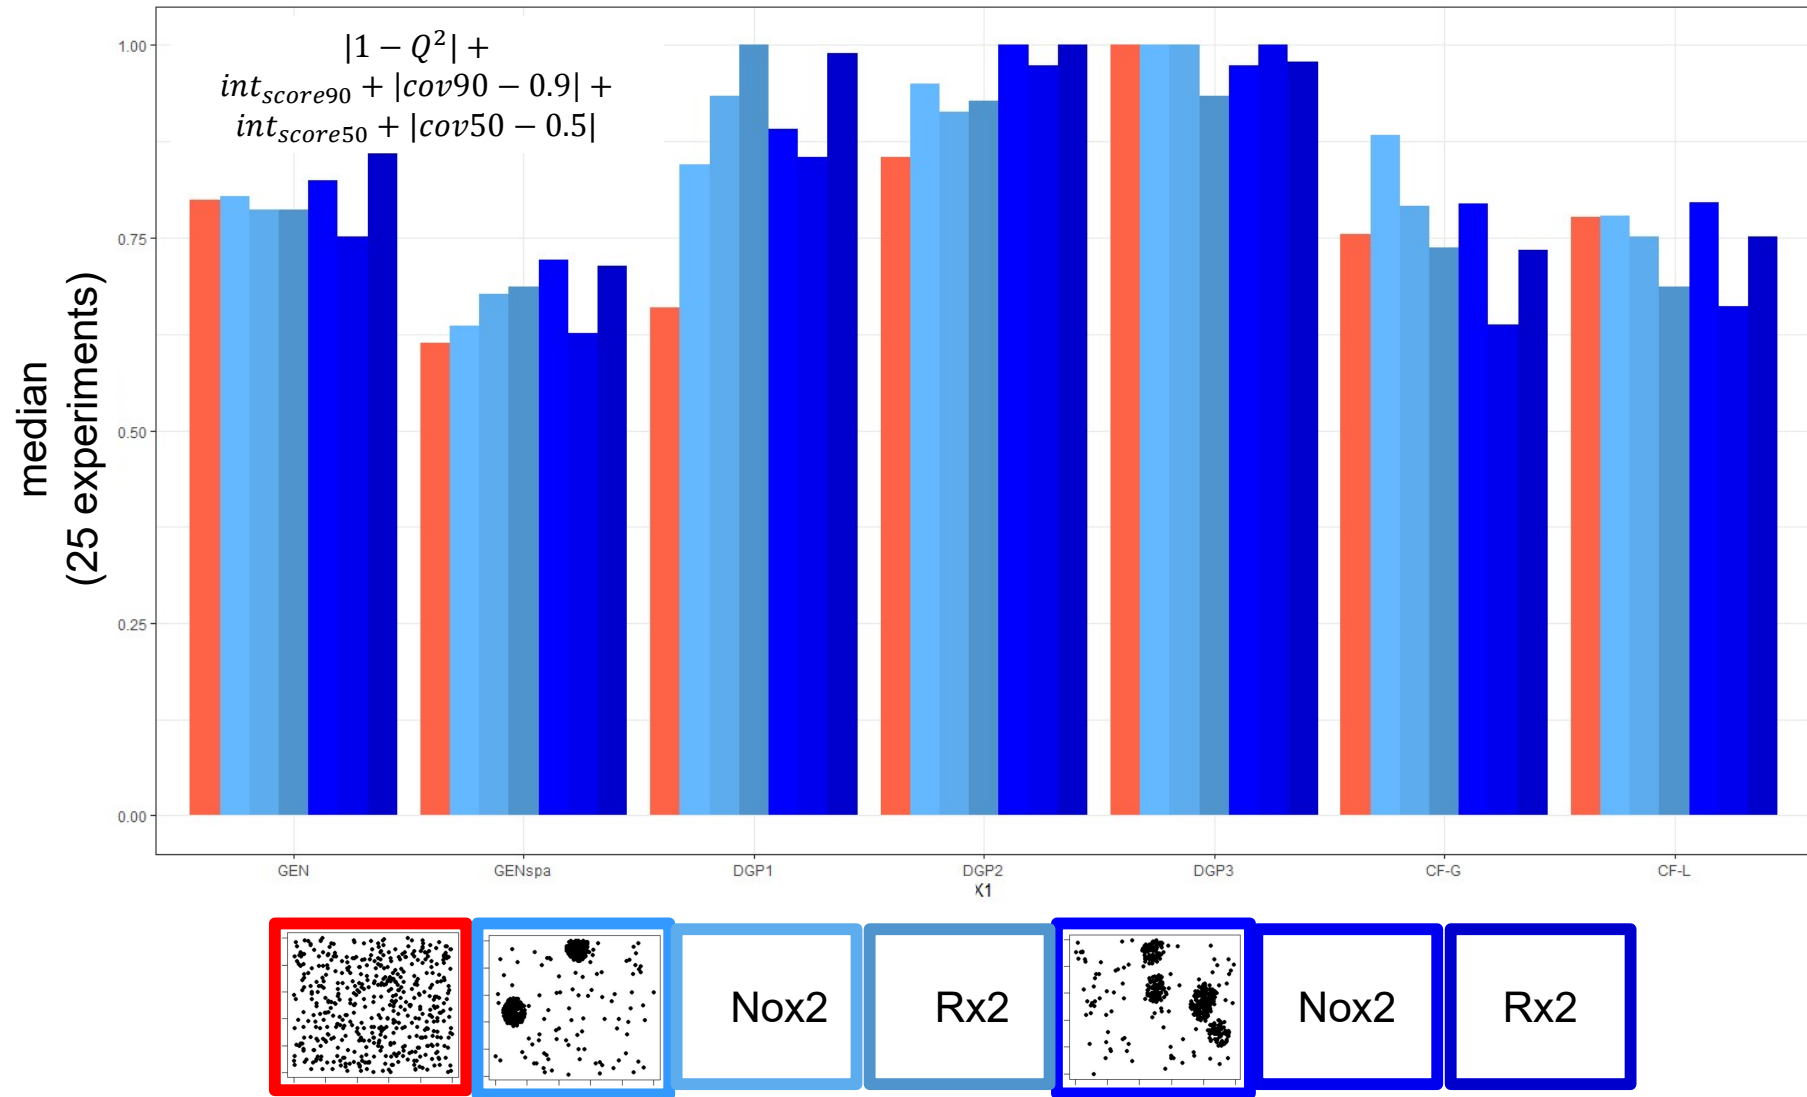 |1 − Q²| +
int_score90 + |cov90 − 0.9| +
int_score50 + |cov50 − 0.5|
median
(25 experiments)
1.00
0.75
0.50
0.25
0.00
GEN GENspa DGP1 DGP2 DGP3 CF-G CF-L
X1
Nox2 Rx2 Nox2 Rx2